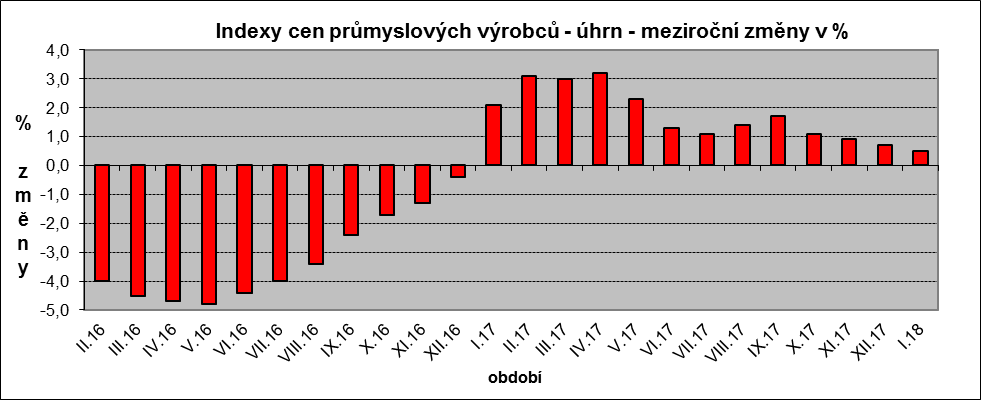 Indexy cen průmyslových výrobců - úhrn - meziroční změny v %
4,0
3,0
2,0
1,0
0,0
-1,0
-2,0
-3,0
-4,0
-5,0
% změny
II.16
III.16
IV.16
V.16
VI.16
VII.16
VIII.16
IX.16
X.16
XI.16
XII.16
I.17
II.17
III.17
IV.17
V.17
VI.17
VII.17
VIII.17
IX.17
X.17
XI.17
XII.17
I.18
období